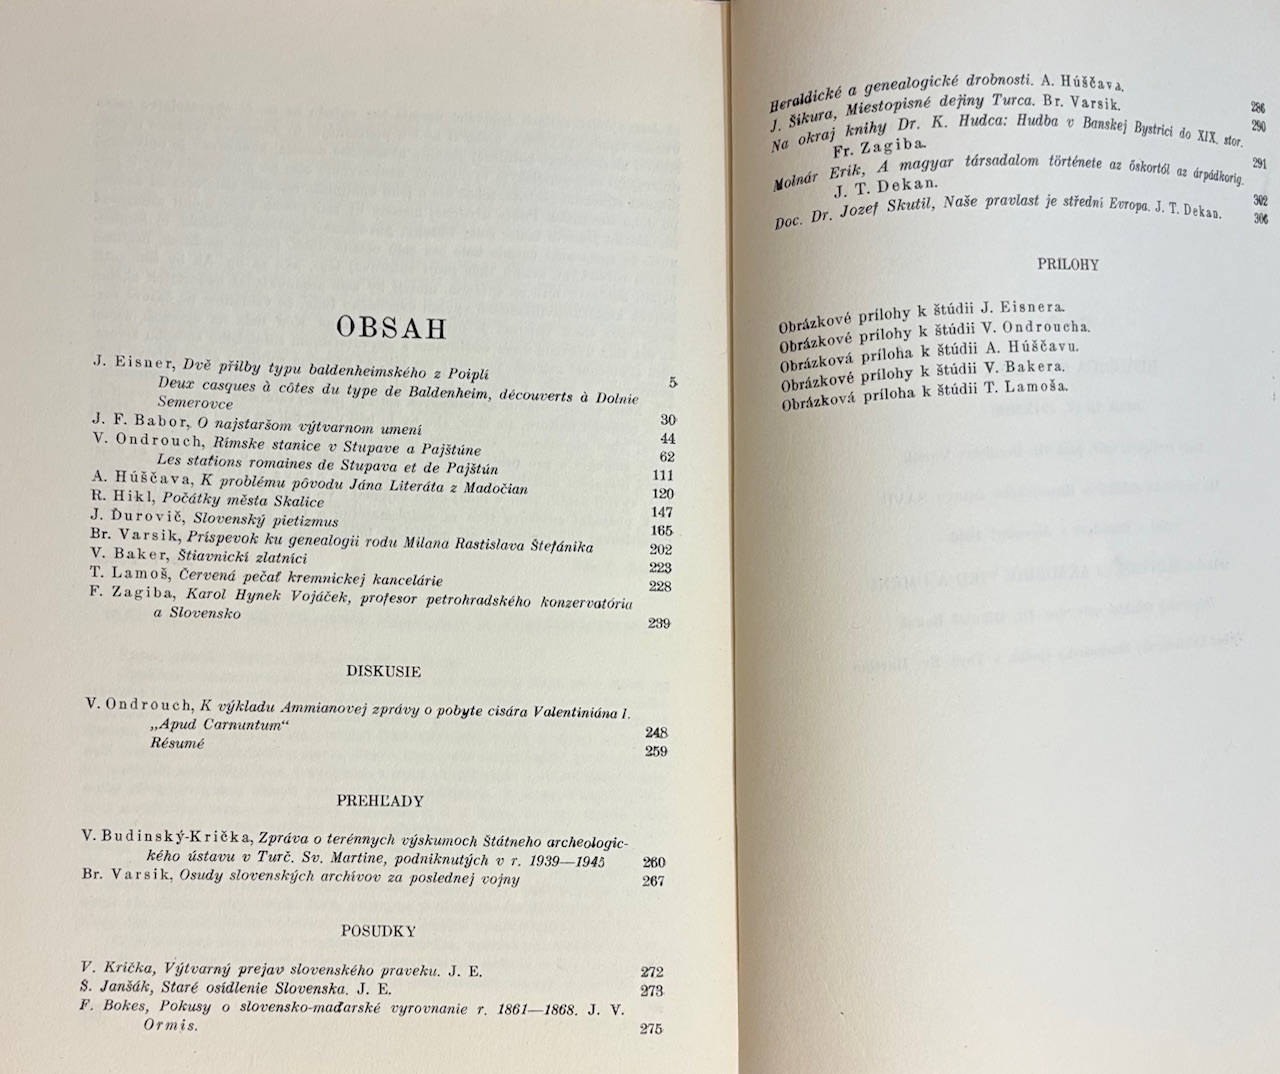 OBSAH
J. Eisner, Dvě přilby typu baldenheimského z Poiplí 5
Deux casques à côtes du type de Baldenheim, découverts à Dolnie
Semerovce 30
J. F. Babor, O najstaršom výtvarnom umení 44
V. Ondrouch, Rímske stanice v Stupave a Pajštúne 62
Les stations romaines de Stupava et de Pajštún 111
A. Húščava, K problému pôvodu Jána Literáta z Madočian 120
R. Hikl, Počátky města Skalice 147
J. Ďurovič, Slovenský pietizmus 165
Br. Varsik, Príspevok ku genealogii rodu Milana Rastislava Štefánika 202
V. Baker, Štiavnickí zlatníci 223
T. Lamoš, Červená pečať kremnickej kancelárie 228
F. Zagiba, Karol Hynek Vojáček, profesor petrohradského konzervatória
a Slovensko 239
DISKUSIE
V. Ondrouch, K výkladu Ammianovej zprávy o pobyte cisára Valentiniána I.
„Apud Carnuntum“ 248
Résumé 259
PREHĽADY
V. Budinský-Krička, Zpráva o terénnych výskumoch Štátneho archeologic-
kého ústavu v Turč. Sv. Martine, podniknutých v r. 1939—1945 260
Br. Varsik, Osudy slovenských archívov za poslednej vojny 267
POSUDKY
V. Krička, Výtvarný prejav slovenského praveku. J. E. 272
Š. Janšák, Staré osídlenie Slovenska. J. E. 273
F. Bokes, Pokusy o slovensko-maďarské vyrovnanie r. 1861—1868. J. V.
Ormis. 275
Heraldické a genealogické drobnosti. A. Húščava. 286
J. Šikura, Miestopisné dejiny Turca. Br. Varsik. 290
Na okraj knihy Dr. K. Hudca: Hudba v Banskej Bystrici do XIX. stor.
Fr. Zagiba. 291
Molnár Erik, A magyar társadalom története az őskortól az árpádkorig.
J. T. Dekan. 302
Doc. Dr. Jozef Skutil, Naše pravlast je střední Evropa. J. T. Dekan. 306
PRÍLOHY
Obrázkové prílohy k štúdii J. Eisnera.
Obrázkové prílohy k štúdii V. Ondroucha.
Obrázková príloha k štúdii A. Húščavu.
Obrázkové prílohy k štúdii V. Bakera.
Obrázková príloha k štúdii T. Lamoša.